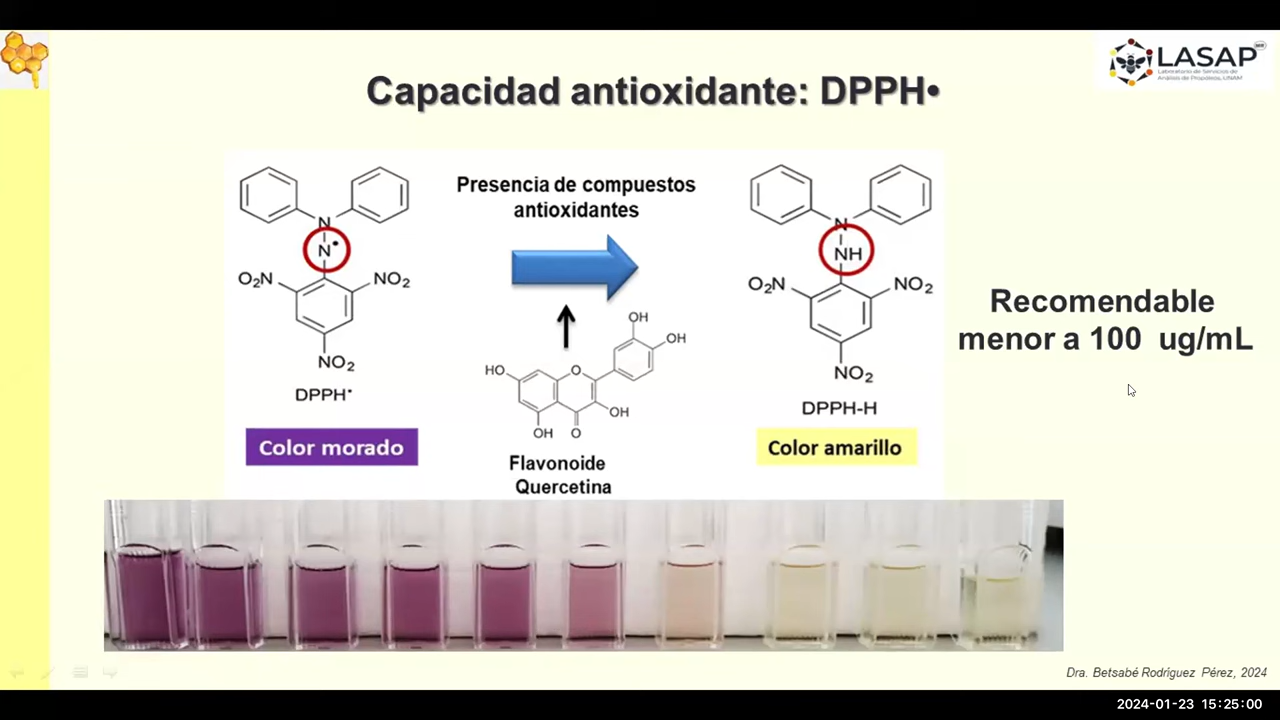 LASAP
MR
Laboratorio de Servicios de
Análisis de Propóleos, UNAM
Capacidad antioxidante: DPPH•
Presencia de compuestos
antioxidantes
N
N•
O2N
NO2
NO2
DPPH•
Color morado
OH
OH
HO
O
OH
OH
O
Flavonoide
Quercetina
N
NH
O2N
NO2
NO2
DPPH-H
Color amarillo
Recomendable
menor a 100 ug/mL
Dra. Betsabé Rodríguez Pérez, 2024
2024-01-23 15:25:00